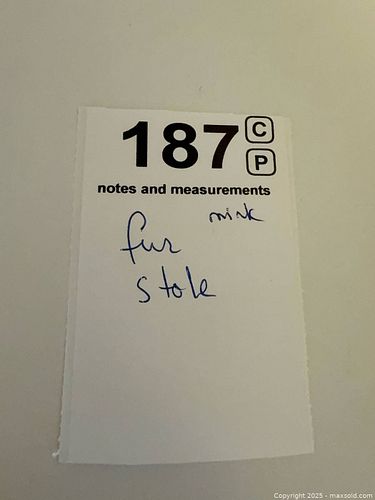 187 C
P
notes and measurements
mink
fur
stole
Copyright 2025 - maxsold.com